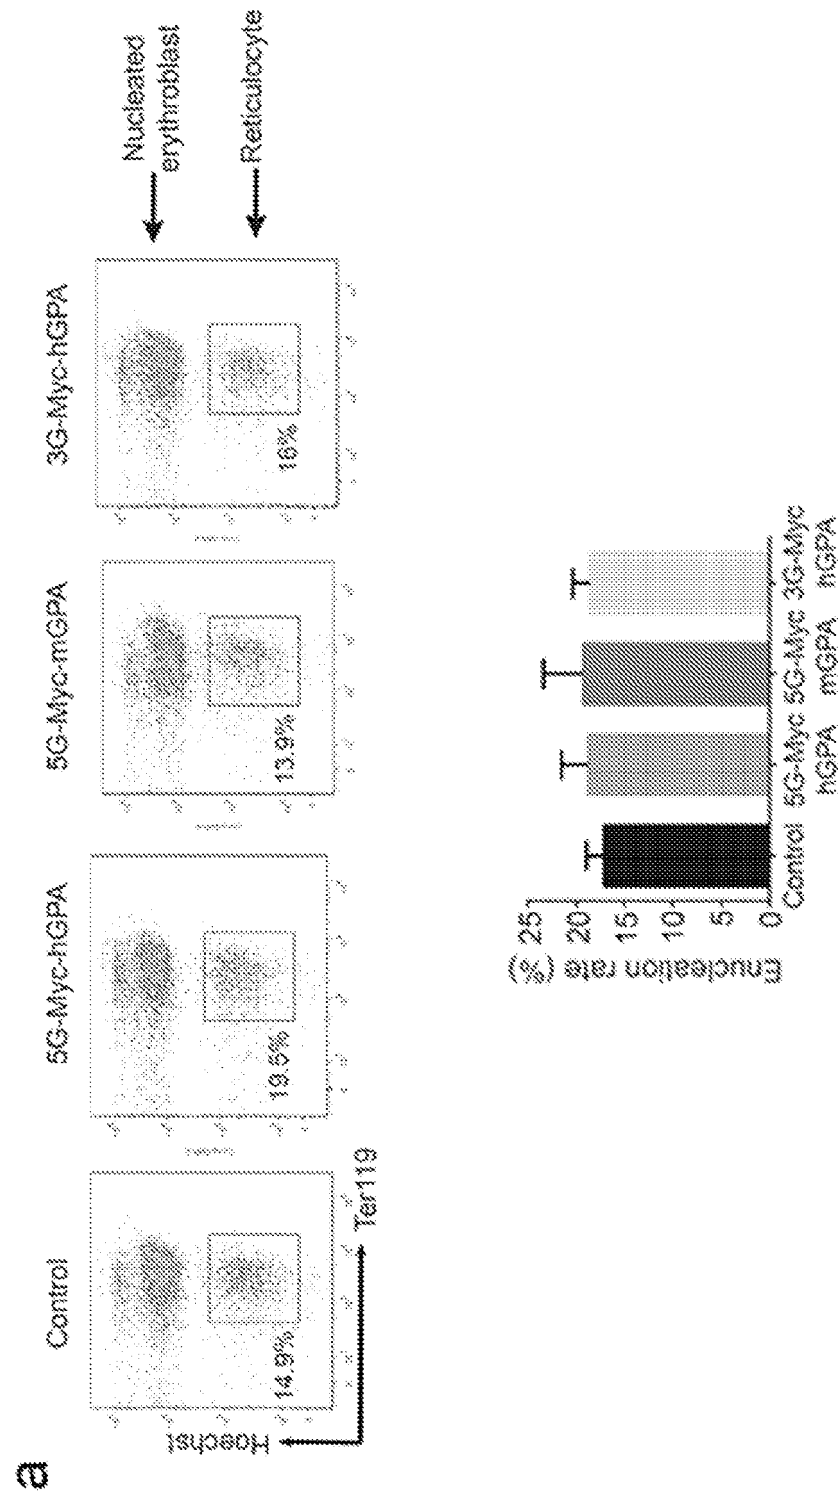 a
Control
5G-Myc-hGPA
5G-Myc-mGPA
3G-Myc-hGPA
Hoechst
14.9%
19.5%
13.9%
16%
Ter119
Nucleated
erythroblast
Reticulocyte
Enucleation rate (%)
25
20
15
10
5
0
Control 5G-Myc 5G-Myc 3G-Myc
hGPA mGPA hGPA